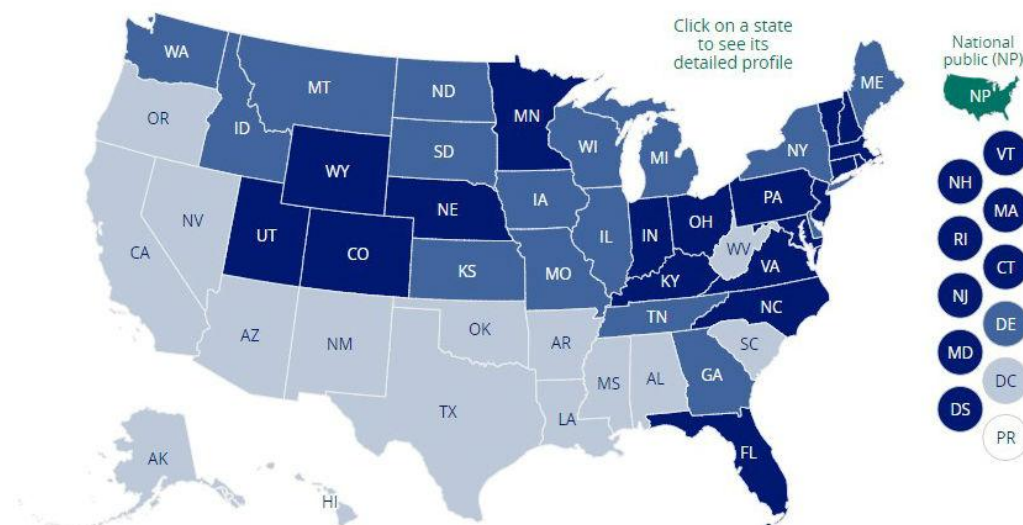 Click on a state
to see its
detailed profile
National
public (NP)
NP
WA
MT
ND
MN
ME
OR
ID
SD
WI
MI
NY
VT
WY
NH
IA
PA
MA
NE
NV
UT
CO
IL
IN
OH
RI
CA
KS
MO
WV
VA
CT
KY
NC
NJ
TN
DE
AZ
NM
OK
AR
SC
MD
MS
AL
GA
DC
TX
LA
DS
PR
AK
FL
HI